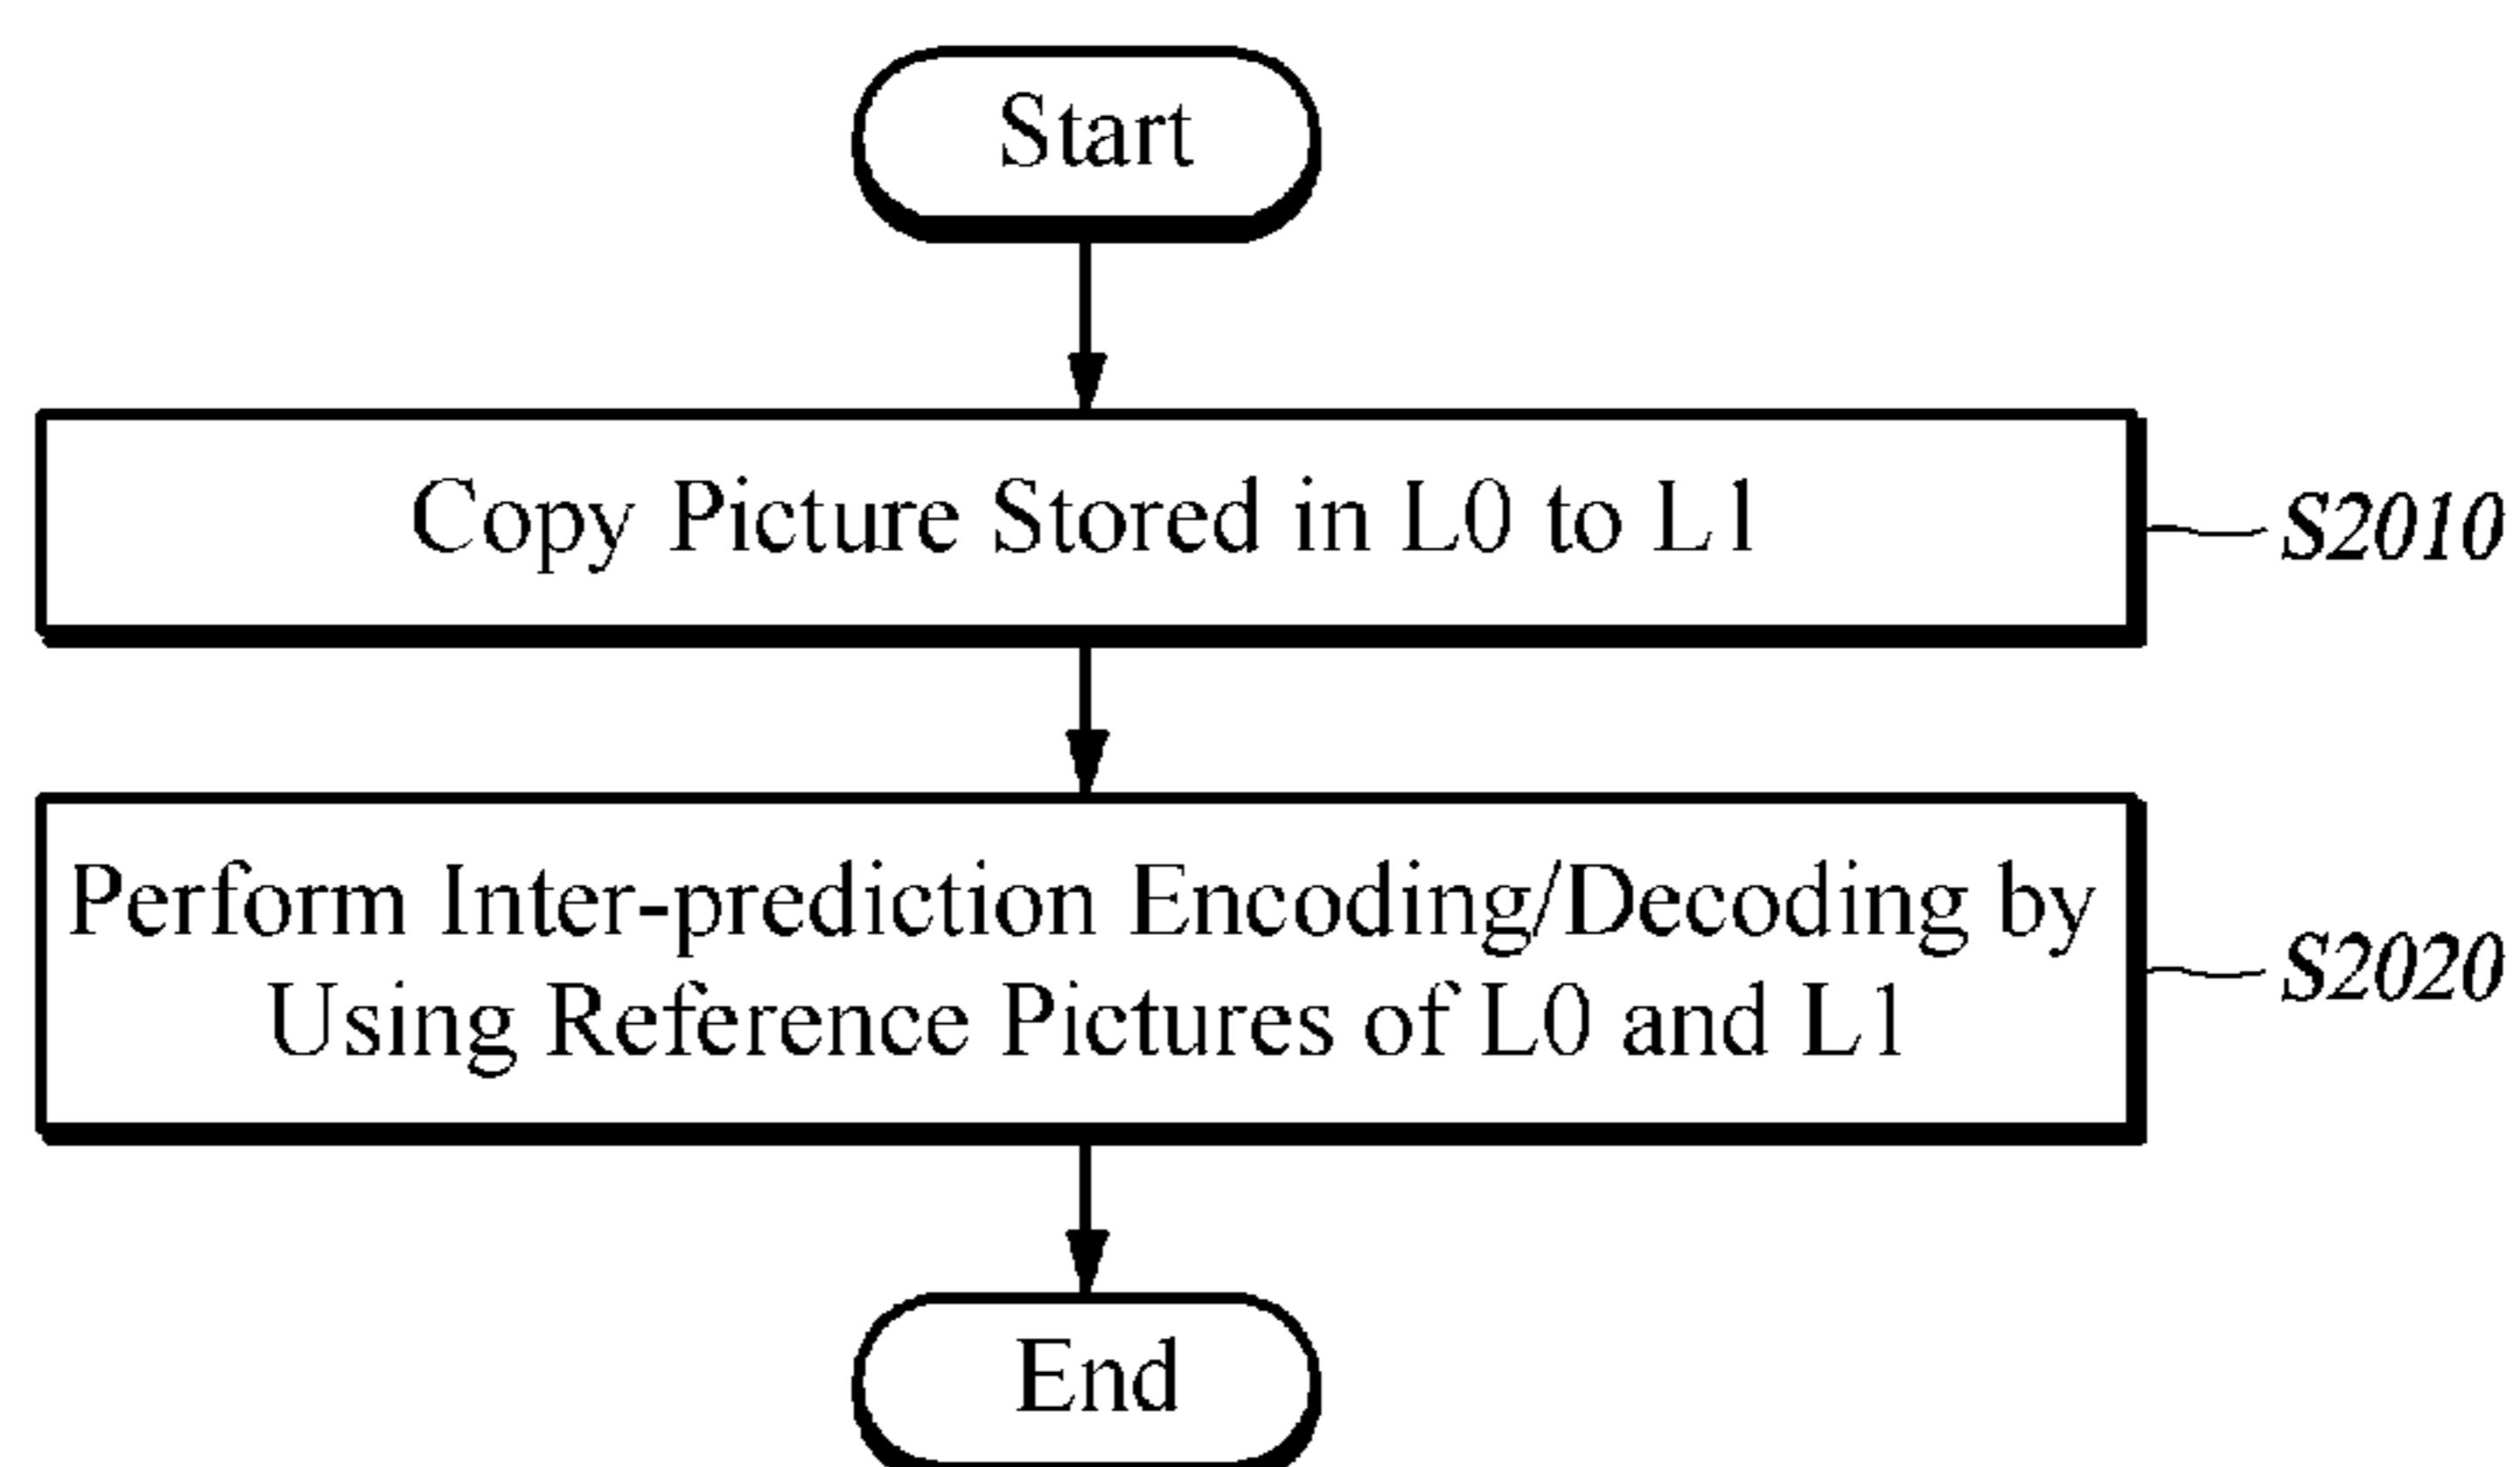 Start
Copy Picture Stored in L0 to L1
S2010
Perform Inter-prediction Encoding/Decoding by
Using Reference Pictures of L0 and L1
S2020
End